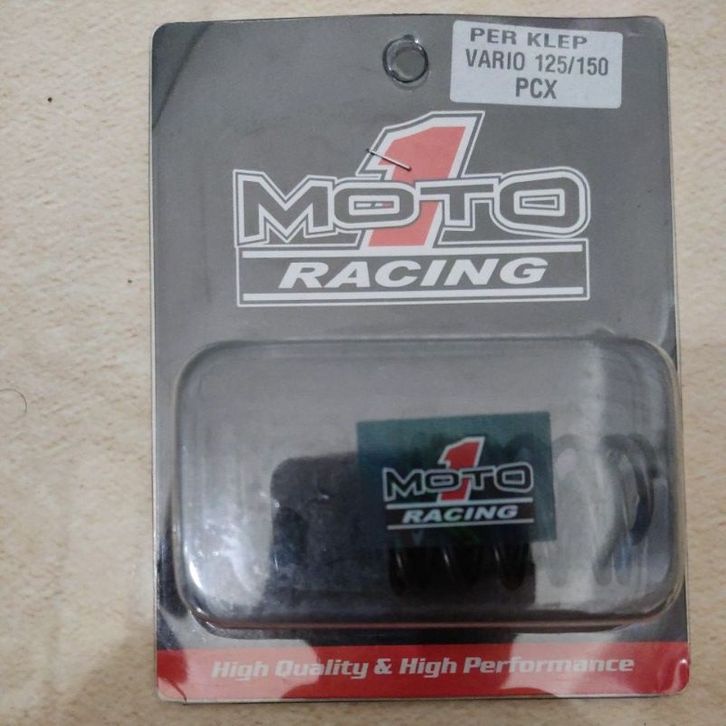 PER KLEP
VARIO 125/150
PCX
MOTO 1
RACING
MOTO 1
RACING
High Quality & High Performance